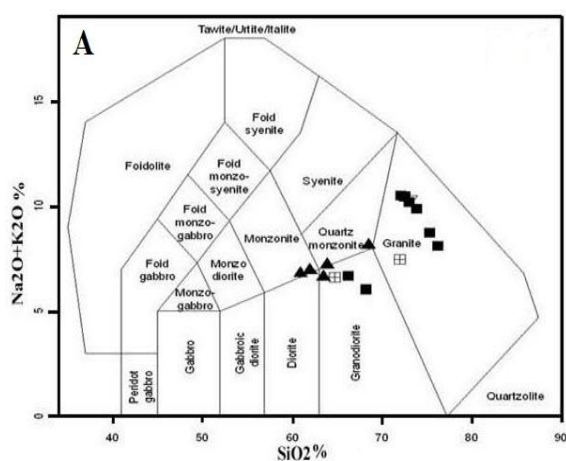 A
Tawite/Urtite/Italite
Foid
syenite
Foidolite
Foid
monzo-
syenite
Syenite
Foid
monzo-
gabbro
Monzonite
Quartz
monzonite
Granite
Foid
gabbro
Monzo
diorite
Monzo-
gabbro
Peridot
gabbro
Gabbro
Gabbroic
diorite
Diorite
Granodiorite
Quartzolite
Na2O+K2O %
0
5
10
15
40
50
60
70
80
90
SiO2%